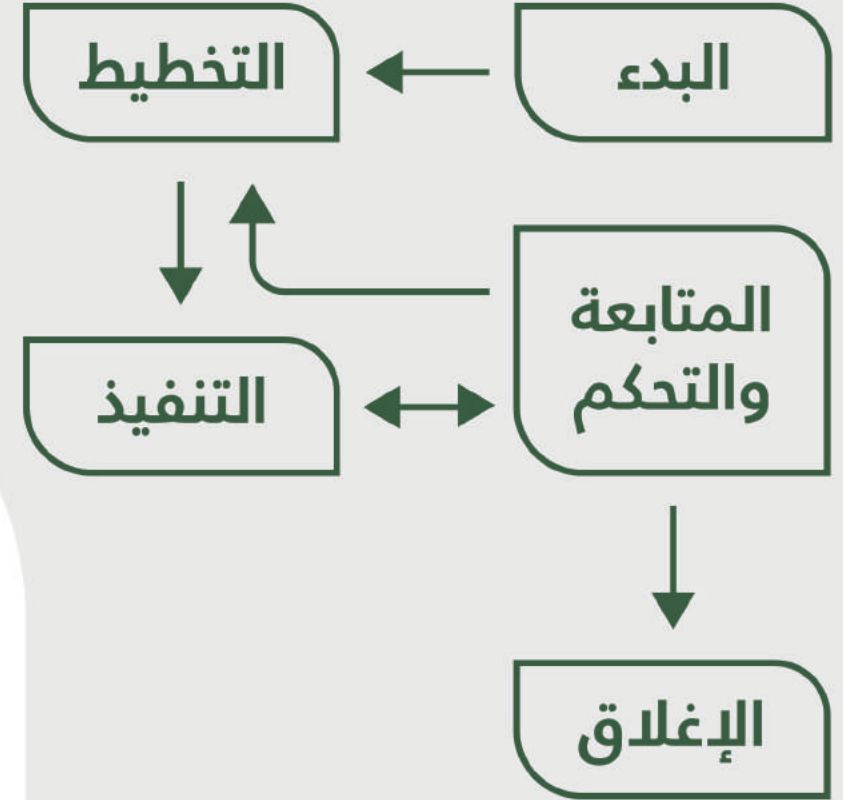 البدء
التخطيط
المتابعة
والتحكم
التنفيذ
الإغلاق